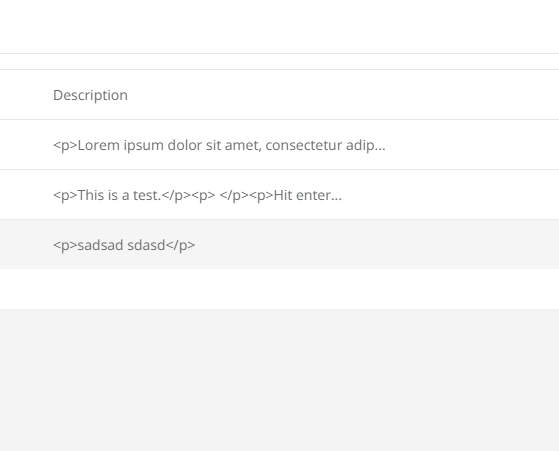 Description
<p>Lorem ipsum dolor sit amet, consectetur adip...
<p>This is a test.</p><p> </p><p>Hit enter...
<p>sadsad sdasd</p>